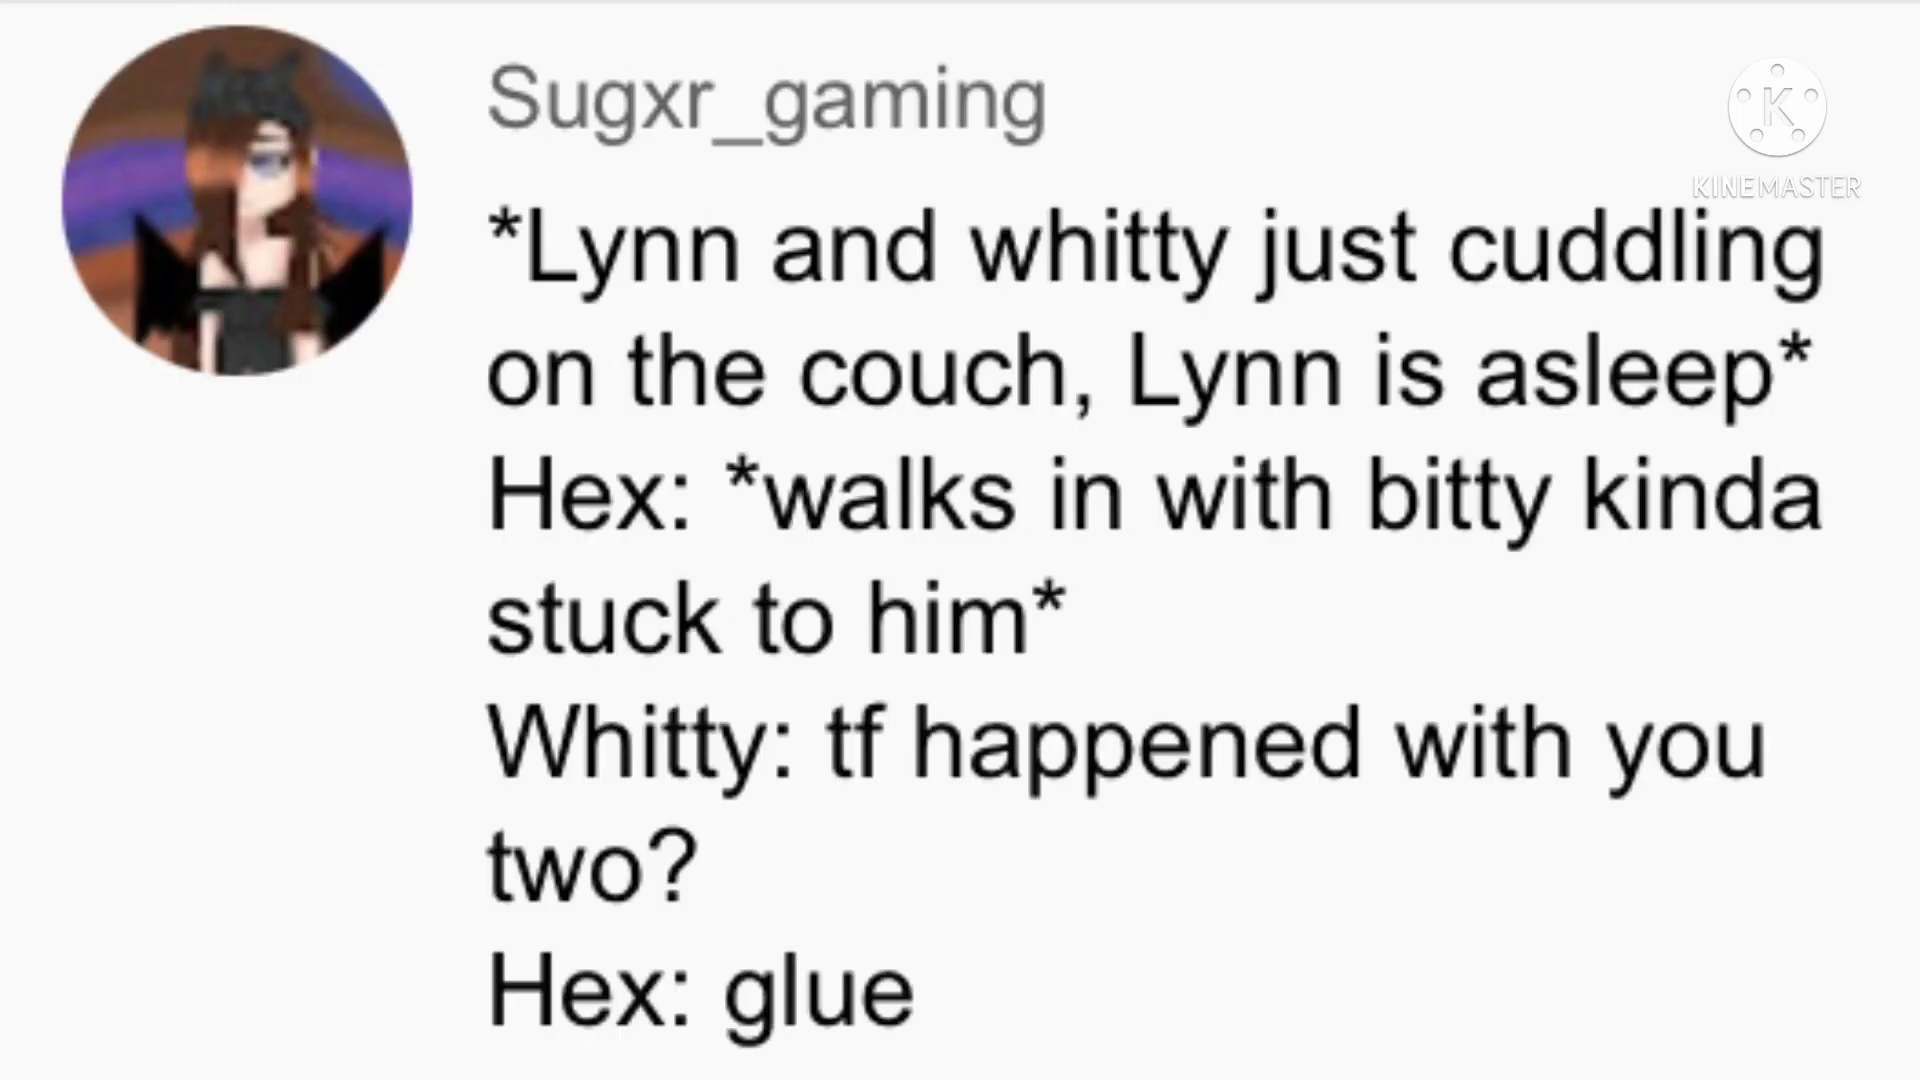 Sugxr_gaming
K
KINEMASTER
*Lynn and whitty just cuddling
on the couch, Lynn is asleep*
Hex: *walks in with bitty kinda
stuck to him*
Whitty: tf happened with you
two?
Hex: glue